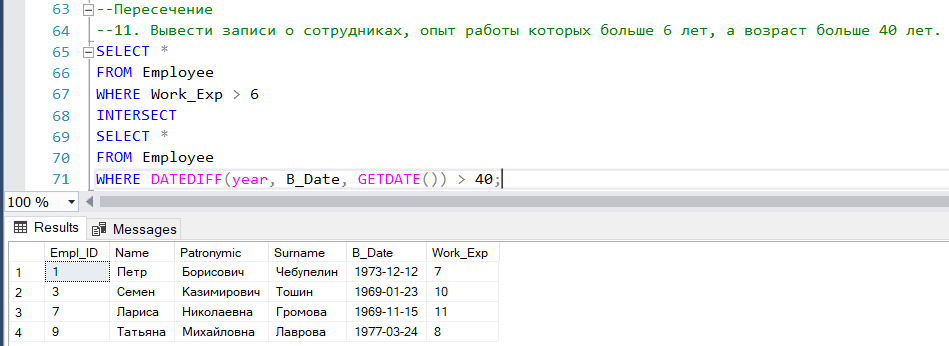 63 --Пересечение
64 --11. Вывести записи о сотрудниках, опыт работы которых больше 6 лет, а возраст больше 40 лет.
65 SELECT *
66 FROM Employee
67 WHERE Work_Exp > 6
68 INTERSECT
69 SELECT *
70 FROM Employee
71 WHERE DATEDIFF(year, B_Date, GETDATE()) > 40;
100 %
Results Messages
Empl_ID Name Patronymic Surname B_Date Work_Exp
1 1 Петр Борисович Чебупелин 1973-12-12 7
2 3 Семен Казимирович Тошин 1969-01-23 10
3 7 Лариса Николаевна Громова 1969-11-15 11
4 9 Татьяна Михайловна Лаврова 1977-03-24 8